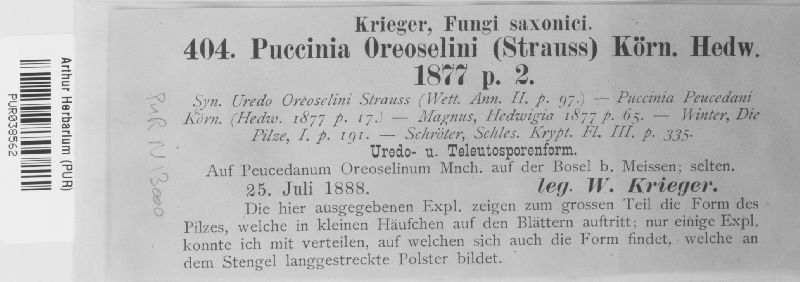 Krieger, Fungi saxonici.
404. Puccinia Oreoselini (Strauss) Körn. Hedw.
1877 p. 2.
Syn. Uredo Oreoselini Strauss (Wett. Ann. II. p. 97.) — Puccinia Peucedani
Körn. (Hedw. 1877 p. 17.) — Magnus, Hedwigia 1877 p. 65. — Winter, Die
Pilze, I. p. 191. — Schröter, Schles. Krypt. Fl. III. p. 335.
Uredo- u. Teleutosporenform.
Auf Peucedanum Oreoselinum Mnch. auf der Bosel b. Meissen; selten.
25. Juli 1888. leg. W. Krieger.
Die hier ausgegebenen Expl. zeigen zum grossen Teil die Form des
Pilzes, welche in kleinen Häufchen auf den Blättern auftritt; nur einige Expl.
konnte ich mit verteilen, auf welchen sich auch die Form findet, welche an
dem Stengel langgestreckte Polster bildet.
Arthur Herbarium (PUR)
PUR038562
PUR N 13000